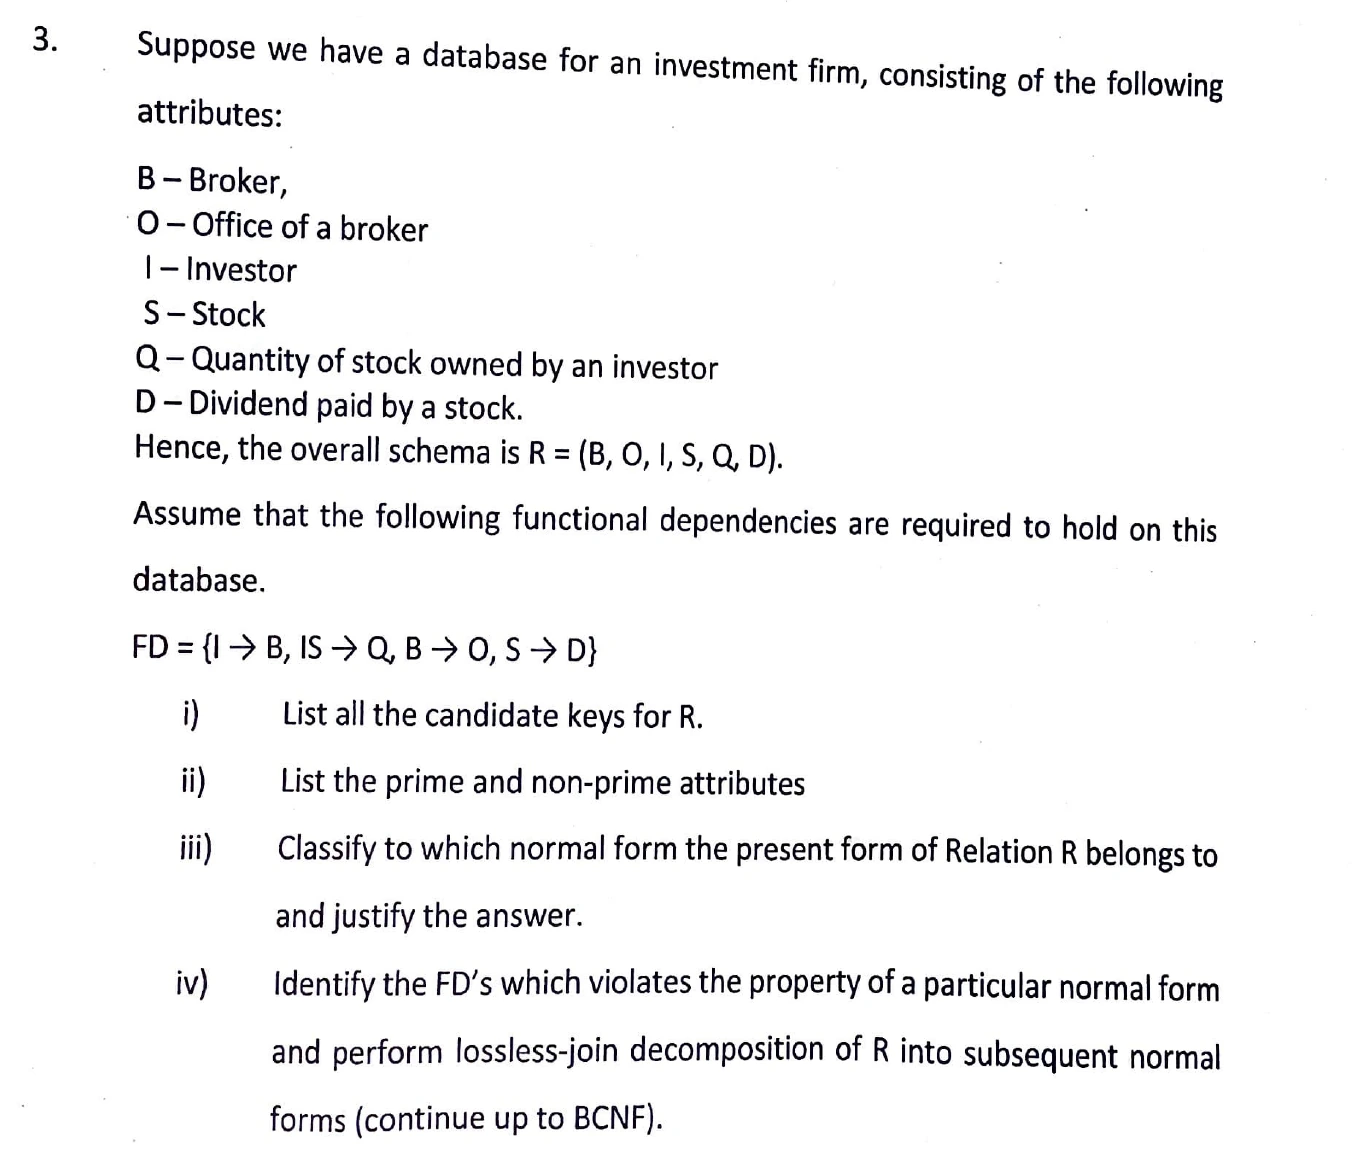 3. Suppose we have a database for an investment firm, consisting of the following
attributes:
B – Broker,
O – Office of a broker
I – Investor
S – Stock
Q – Quantity of stock owned by an investor
D – Dividend paid by a stock.
Hence, the overall schema is R = (B, O, I, S, Q, D).
Assume that the following functional dependencies are required to hold on this
database.
FD = {I → B, IS → Q, B → O, S → D}
i) List all the candidate keys for R.
ii) List the prime and non-prime attributes
iii) Classify to which normal form the present form of Relation R belongs to
and justify the answer.
iv) Identify the FD's which violates the property of a particular normal form
and perform lossless-join decomposition of R into subsequent normal
forms (continue up to BCNF).